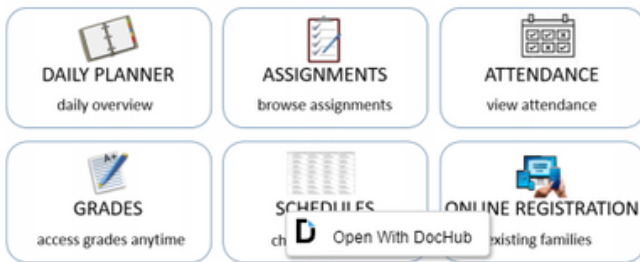 DAILY PLANNER
daily overview
ASSIGNMENTS
browse assignments
ATTENDANCE
view attendance
A+
GRADES
access grades anytime
SCHEDULES
ch
ONLINE REGISTRATION
existing families
Open With DocHub